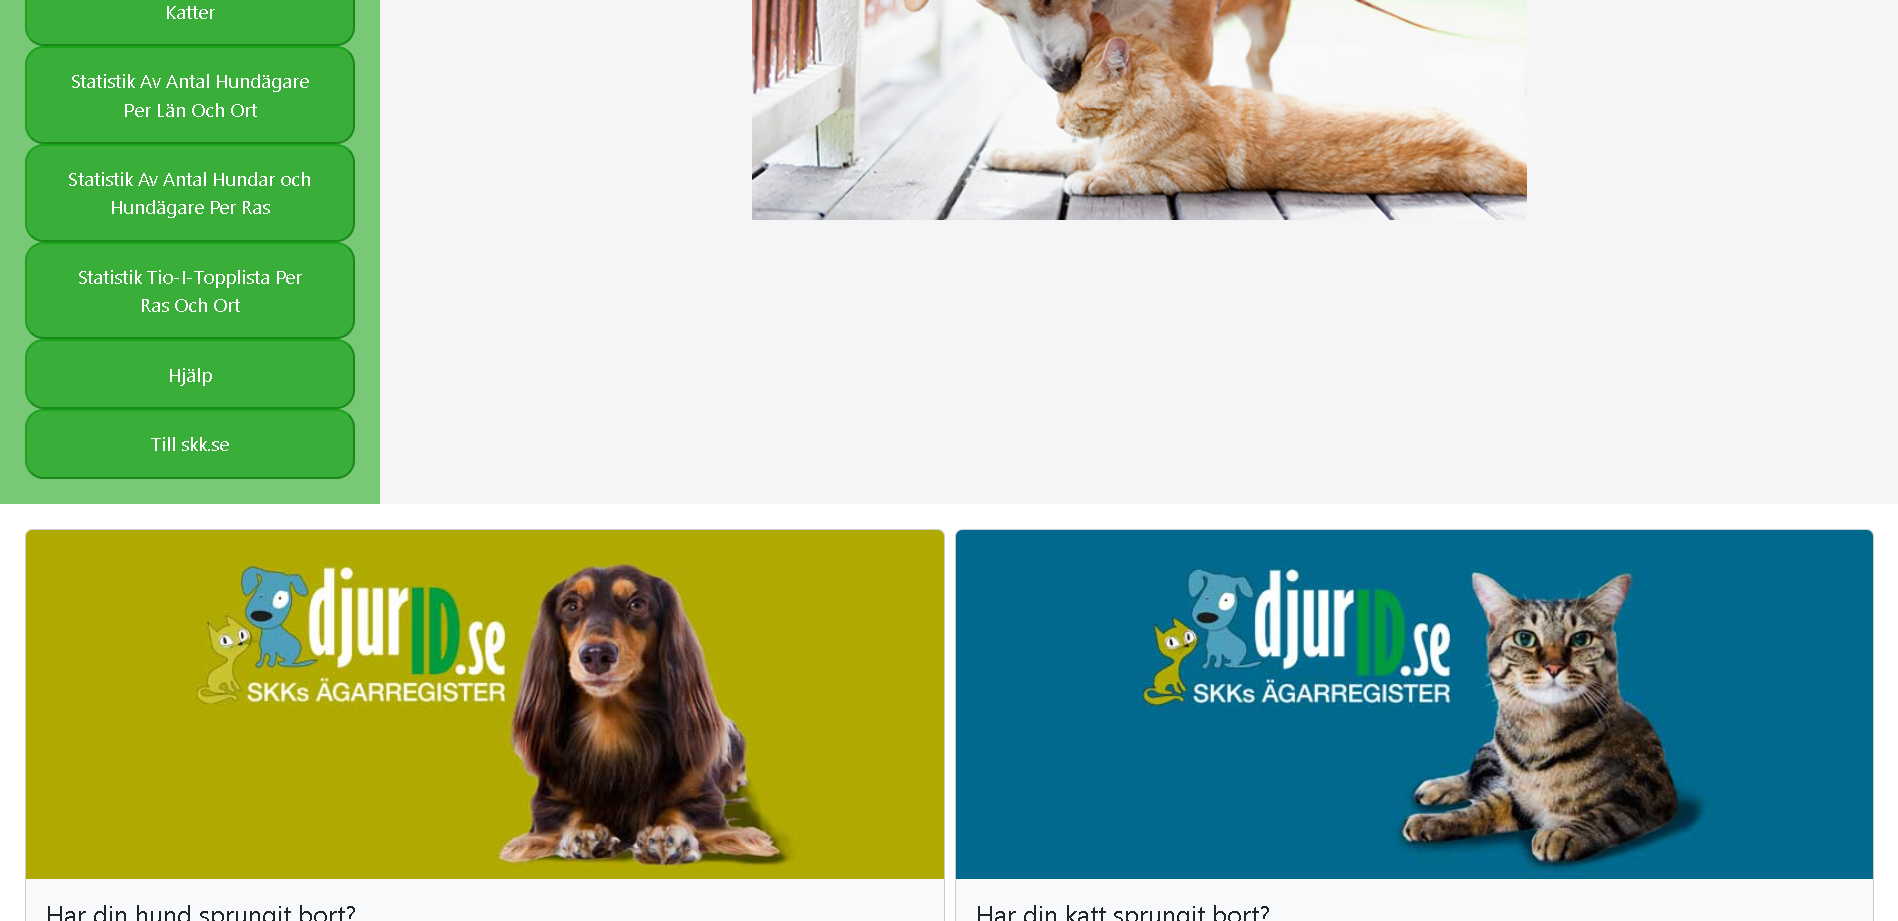 Katter
Statistik Av Antal Hundägare
Per Län Och Ort
Statistik Av Antal Hundar och
Hundägare Per Ras
Statistik Tio-I-Topplista Per
Ras Och Ort
Hjälp
Till skk.se
djurID.se
SKKs ÄGARREGISTER
djurID.se
SKKs ÄGARREGISTER
Har din hund sprungit bort?
Har din katt sprungit bort?